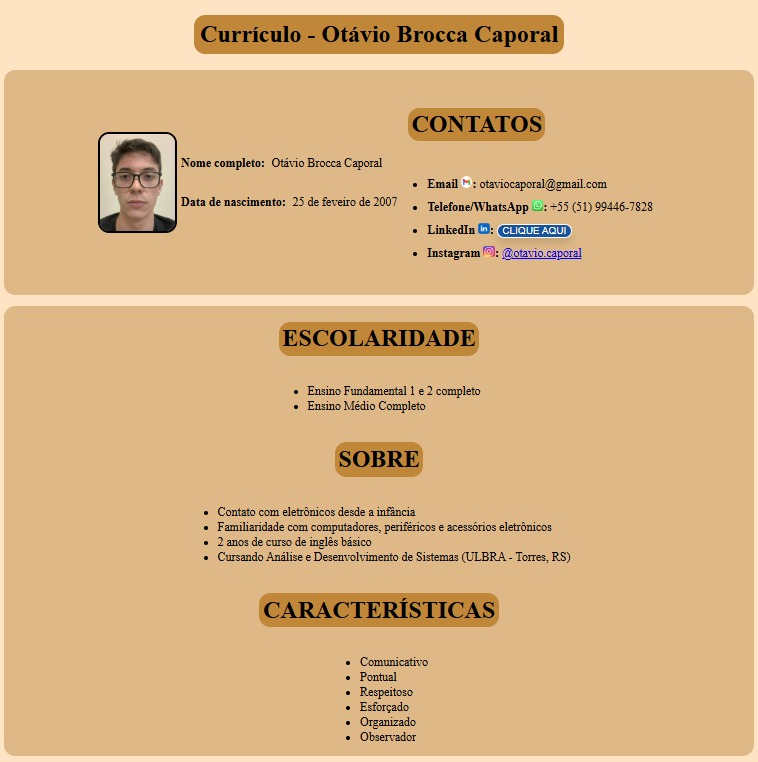 Currículo - Otávio Brocca Caporal
Nome completo: Otávio Brocca Caporal
Data de nascimento: 25 de feveiro de 2007
CONTATOS
Email : otaviocaporal@gmail.com
Telefone/WhatsApp : +55 (51) 99446-7828
LinkedIn : CLIQUE AQUI
Instagram : @otavio.caporal
ESCOLARIDADE
Ensino Fundamental 1 e 2 completo
Ensino Médio Completo
SOBRE
Contato com eletrônicos desde a infância
Familiaridade com computadores, periféricos e acessórios eletrônicos
2 anos de curso de inglês básico
Cursando Análise e Desenvolvimento de Sistemas (ULBRA - Torres, RS)
CARACTERÍSTICAS
Comunicativo
Pontual
Respeitoso
Esforçado
Organizado
Observador